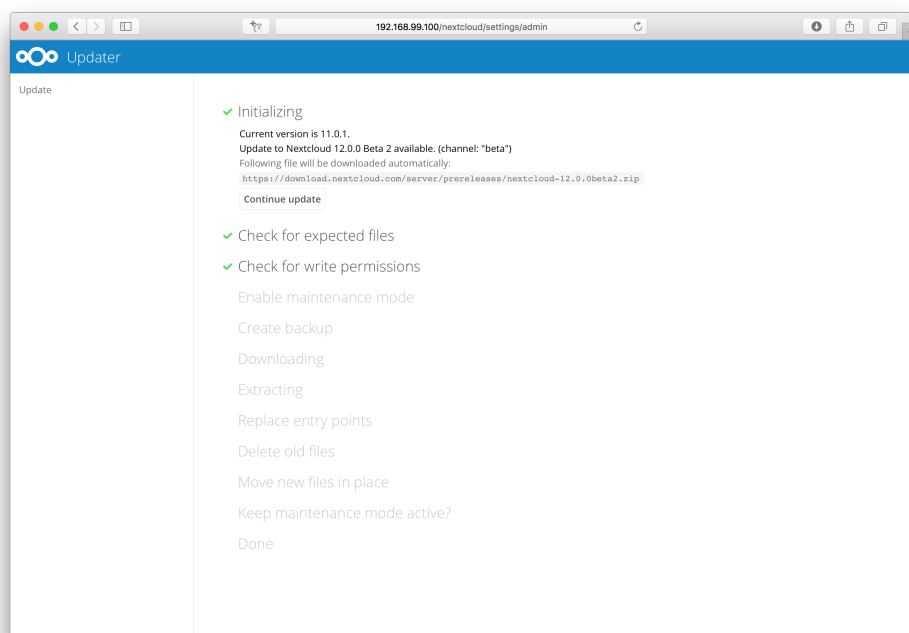 192.168.99.100/nextcloud/settings/admin
Updater
Update
Initializing
Current version is 11.0.1.
Update to Nextcloud 12.0.0 Beta 2 available. (channel: "beta")
Following file will be downloaded automatically:
https://download.nextcloud.com/server/prereleases/nextcloud-12.0.0beta2.zip
Continue update
Check for expected files
Check for write permissions
Enable maintenance mode
Create backup
Downloading
Extracting
Replace entry points
Delete old files
Move new files in place
Keep maintenance mode active?
Done